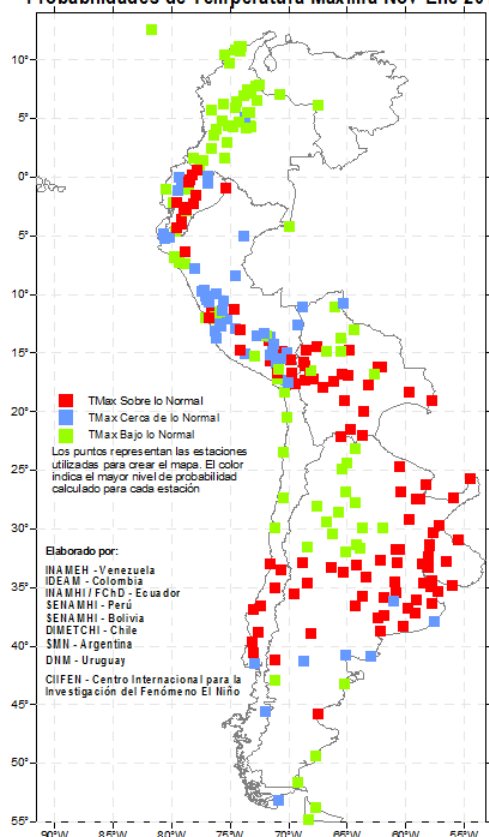 Probabilidades de Temperatura Máxima Nov-Ene 20
10°
5°
0°
5°
10°
15°
20°
25°
30°
35°
40°
45°
50°
55°
TMax Sobre lo Normal
TMax Cerca de lo Normal
TMax Bajo lo Normal
Los puntos representan las estaciones
utilizadas para crear el mapa. El color
indica el mayor nivel de probabilidad
calculado para cada estación
Elaborado por:
INAMEH - Venezuela
IDEAM - Colombia
INAMHI / FChD - Ecuador
SENAMHI - Perú
SENAMHI - Bolivia
DIMETCHI - Chile
SMN - Argentina
DNM - Uruguay
CIIFEN - Centro Internacional para la
Investigación del Fenómeno El Niño
90°W 85°W 80°W 75°W 70°W 65°W 60°W 55°W